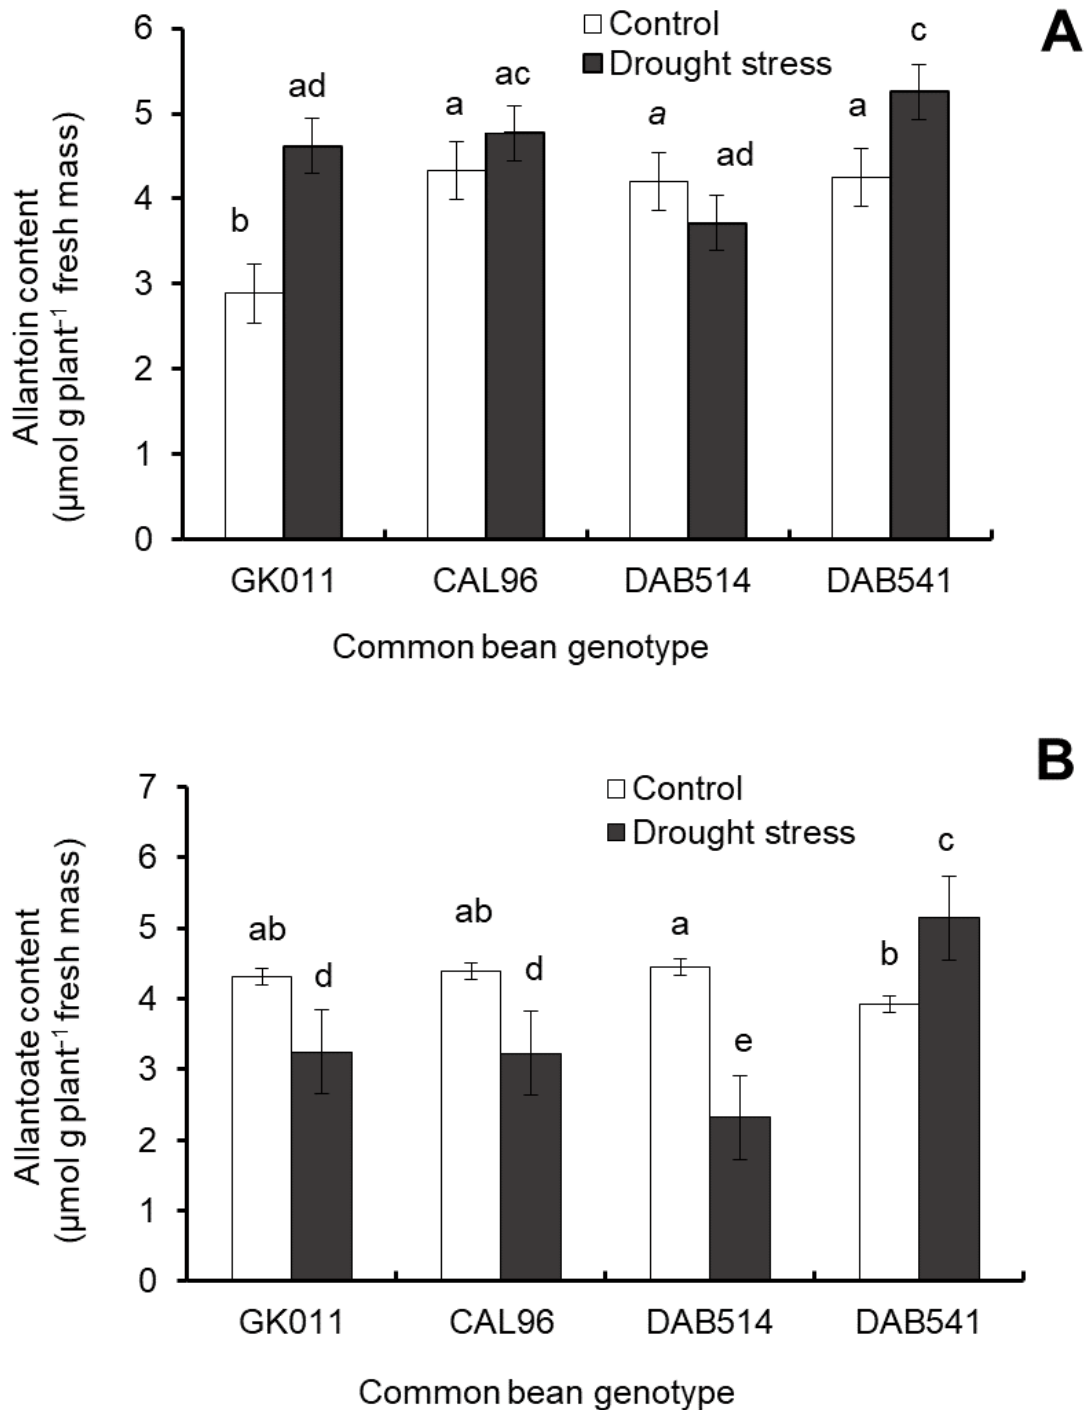 A
Control
Drought stress
6
5
4
3
2
1
0
Allantoin content
(µmol g plant⁻¹ fresh mass)
b
ad
a
ac
a
ad
a
c
GK011 CAL96 DAB514 DAB541
Common bean genotype
B
Control
Drought stress
7
6
5
4
3
2
1
0
Allantoate content
(µmol g plant⁻¹ fresh mass)
ab
d
ab
d
a
e
b
c
GK011 CAL96 DAB514 DAB541
Common bean genotype